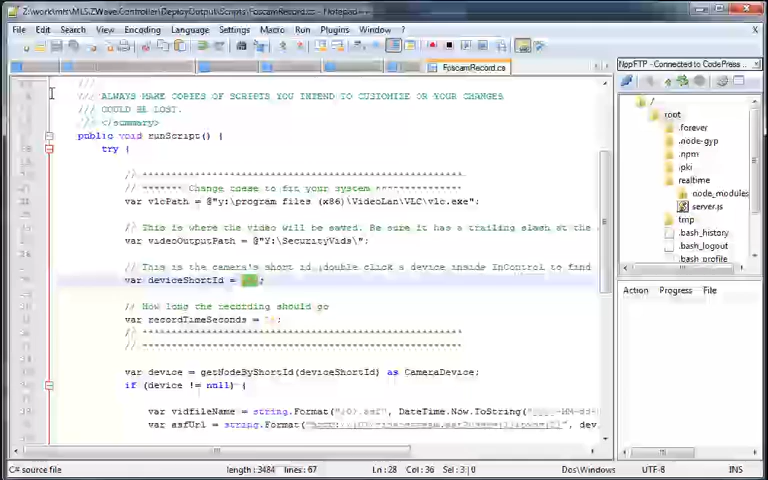 Z:\work\mrs\MLS.ZWave.Controller\DeployOutput\Scripts\FoscamRecord.cs - Notepad++
File Edit Search View Encoding Language Settings Macro Run Plugins Window ?
FoscamRecord.cs
NppFTP - Connected to CodePress
///
/// ALWAYS MAKE COPIES OF SCRIPTS YOU INTEND TO CUSTOMIZE OR YOUR CHANGES
/// COULD BE LOST.
/// </summary>
public void runScript() {
try {
// ******* Change these to fit your system
var vlcPath = @"y:\program files (x86)\VideoLan\VLC\vlc.exe";
// This is where the video will be saved. Be sure it has a trailing slash at the
var videoOutputPath = @"Y:\SecurityVids\";
// This is the camera's short id (double click a device inside InControl to find
var deviceShortId =
// How long the recording should go
var recordTimeSeconds =
var device = getNodeByShortId(deviceShortId) as CameraDevice;
if (device != null) {
var vidfileName = string.Format("{0}.asf", DateTime.Now.ToString("
var asfUrl = string.Format(
/
root
.forever
.node-gyp
.npm
.pki
realtime
node_modules
server.js
tmp
.bash_history
.bash_logout
.bash_profile
Action Progress
C# source file length : 3484 lines : 67 Ln : 28 Col : 36 Sel : 3 | 0 Dos\Windows UTF-8 INS